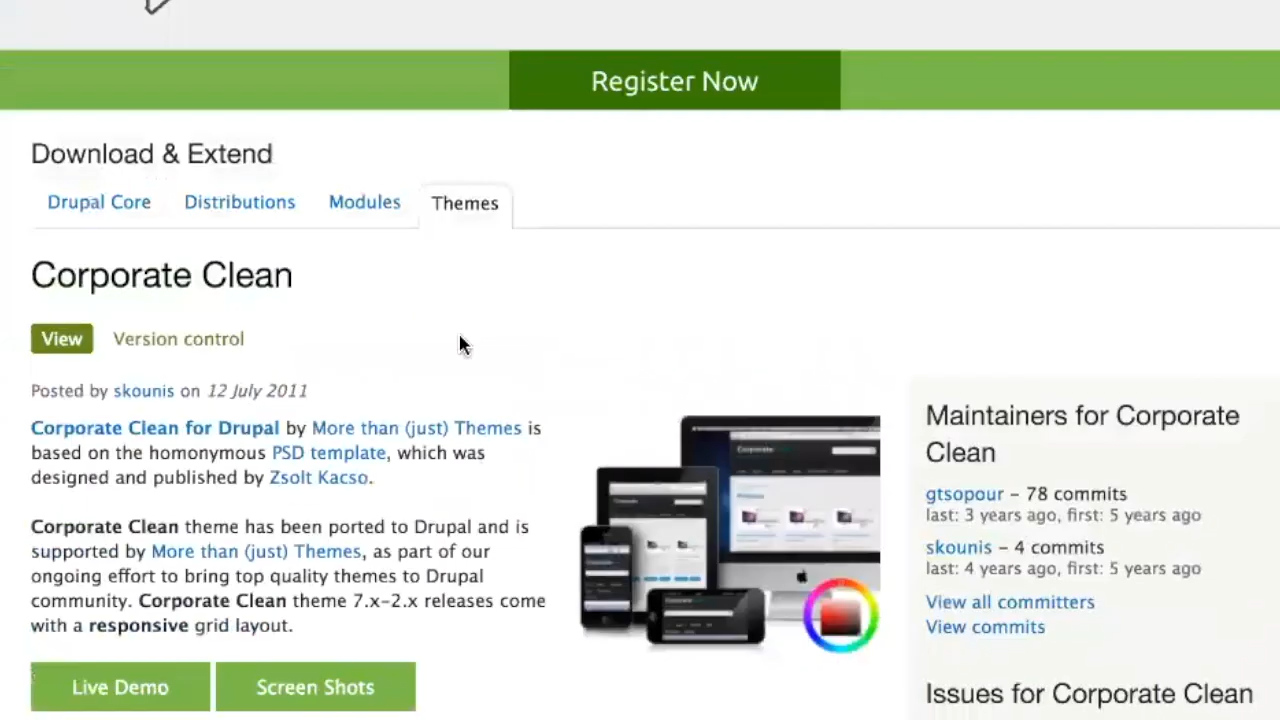 Register Now
Download & Extend
Drupal Core Distributions Modules Themes
Corporate Clean
View Version control
Posted by skounis on 12 July 2011
Corporate Clean for Drupal by More than (just) Themes is
based on the homonymous PSD template, which was
designed and published by Zsolt Kacso.
Corporate Clean theme has been ported to Drupal and is
supported by More than (just) Themes, as part of our
ongoing effort to bring top quality themes to Drupal
community. Corporate Clean theme 7.x-2.x releases come
with a responsive grid layout.
Live Demo Screen Shots
Corporate
Maintainers for Corporate
Clean
gtsopour – 78 commits
last: 3 years ago, first: 5 years ago
skounis – 4 commits
last: 4 years ago, first: 5 years ago
View all committers
View commits
Issues for Corporate Clean